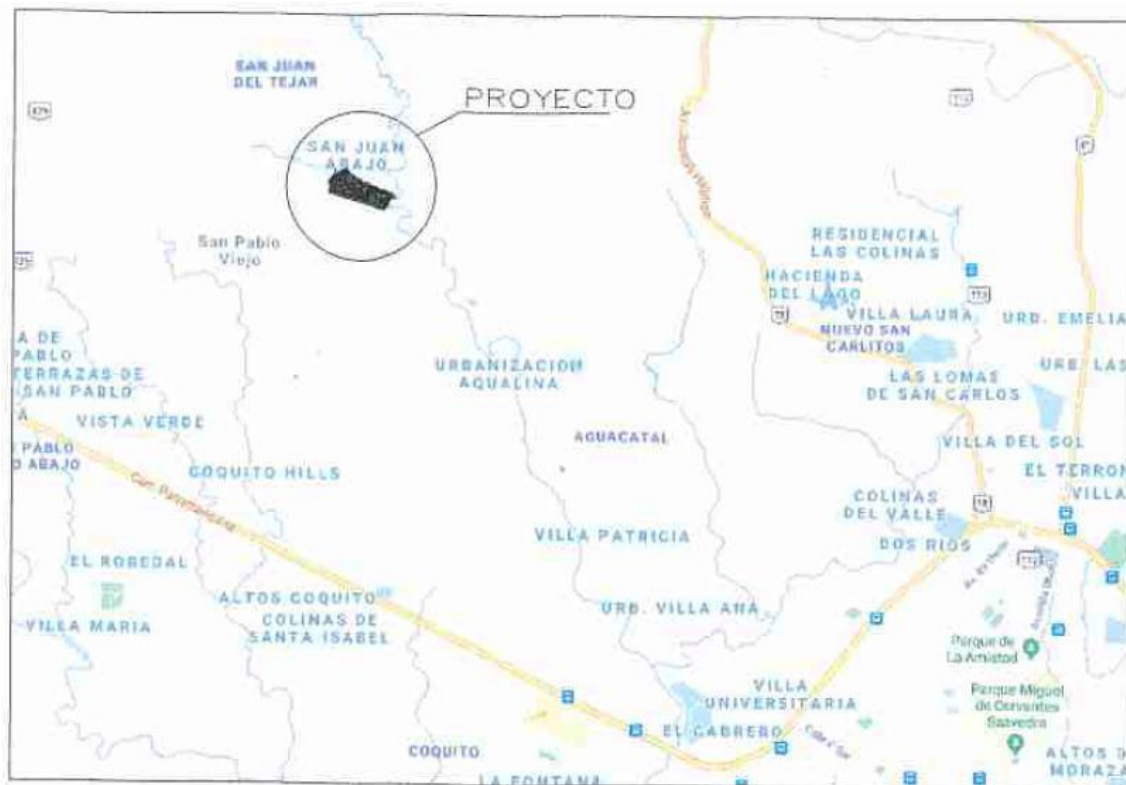 SAN JUAN
DEL TEJAR
PROYECTO
SAN JUAN
ABAJO
San Pablo
Viejo
RESIDENCIAL
LAS COLINAS
HACIENDA
DEL LAGO
VILLA LAURA
URB. EMELIA
NUEVO SAN
CARLITOS
A DE
PABLO
TERRAZAS DE
SAN PABLO
URBANIZACION
AQUALINA
URB. LAS
LAS LOMAS
DE SAN CARLOS
A
VISTA VERDE
AGUACATAL
VILLA DEL SOL
PABLO
O ABAJO
COQUITO HILLS
EL TERRON
VILLA
Carr. Panamericana
COLINAS
DEL VALLE
VILLA PATRICIA
DOS RIOS
EL ROBEDAL
ALTOS COQUITO
COLINAS DE
SANTA ISABEL
URB. VILLA ANA
VILLA MARIA
Parque de
La Amistad
VILLA
UNIVERSITARIA
Parque Miguel
de Cervantes
Saavedra
EL CABRERO
COQUITO
ALTOS D
MORAZA
LA FONTANA